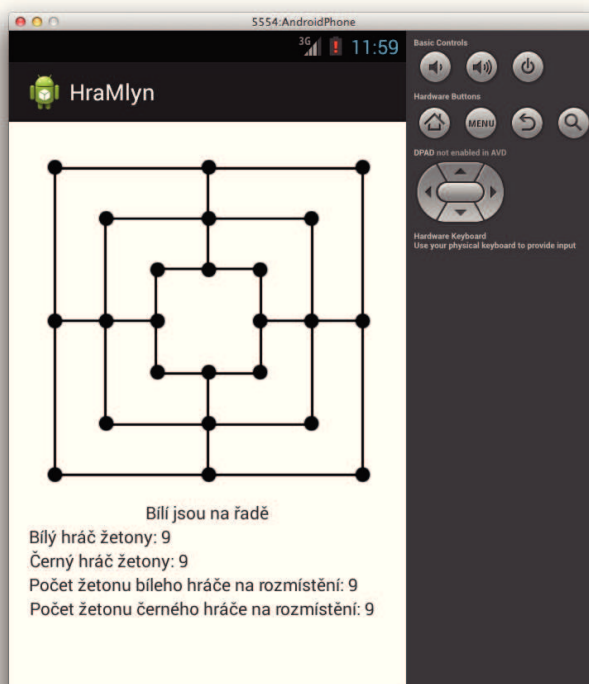 5554:AndroidPhone
3G 11:59
HraMlyn
Bílí jsou na řadě
Bílý hráč žetony: 9
Černý hráč žetony: 9
Počet žetonu bíleho hráče na rozmístění: 9
Počet žetonu černého hráče na rozmístění: 9
Basic Controls
Hardware Buttons
MENU
DPAD not enabled in AVD
Hardware Keyboard
Use your physical keyboard to provide input